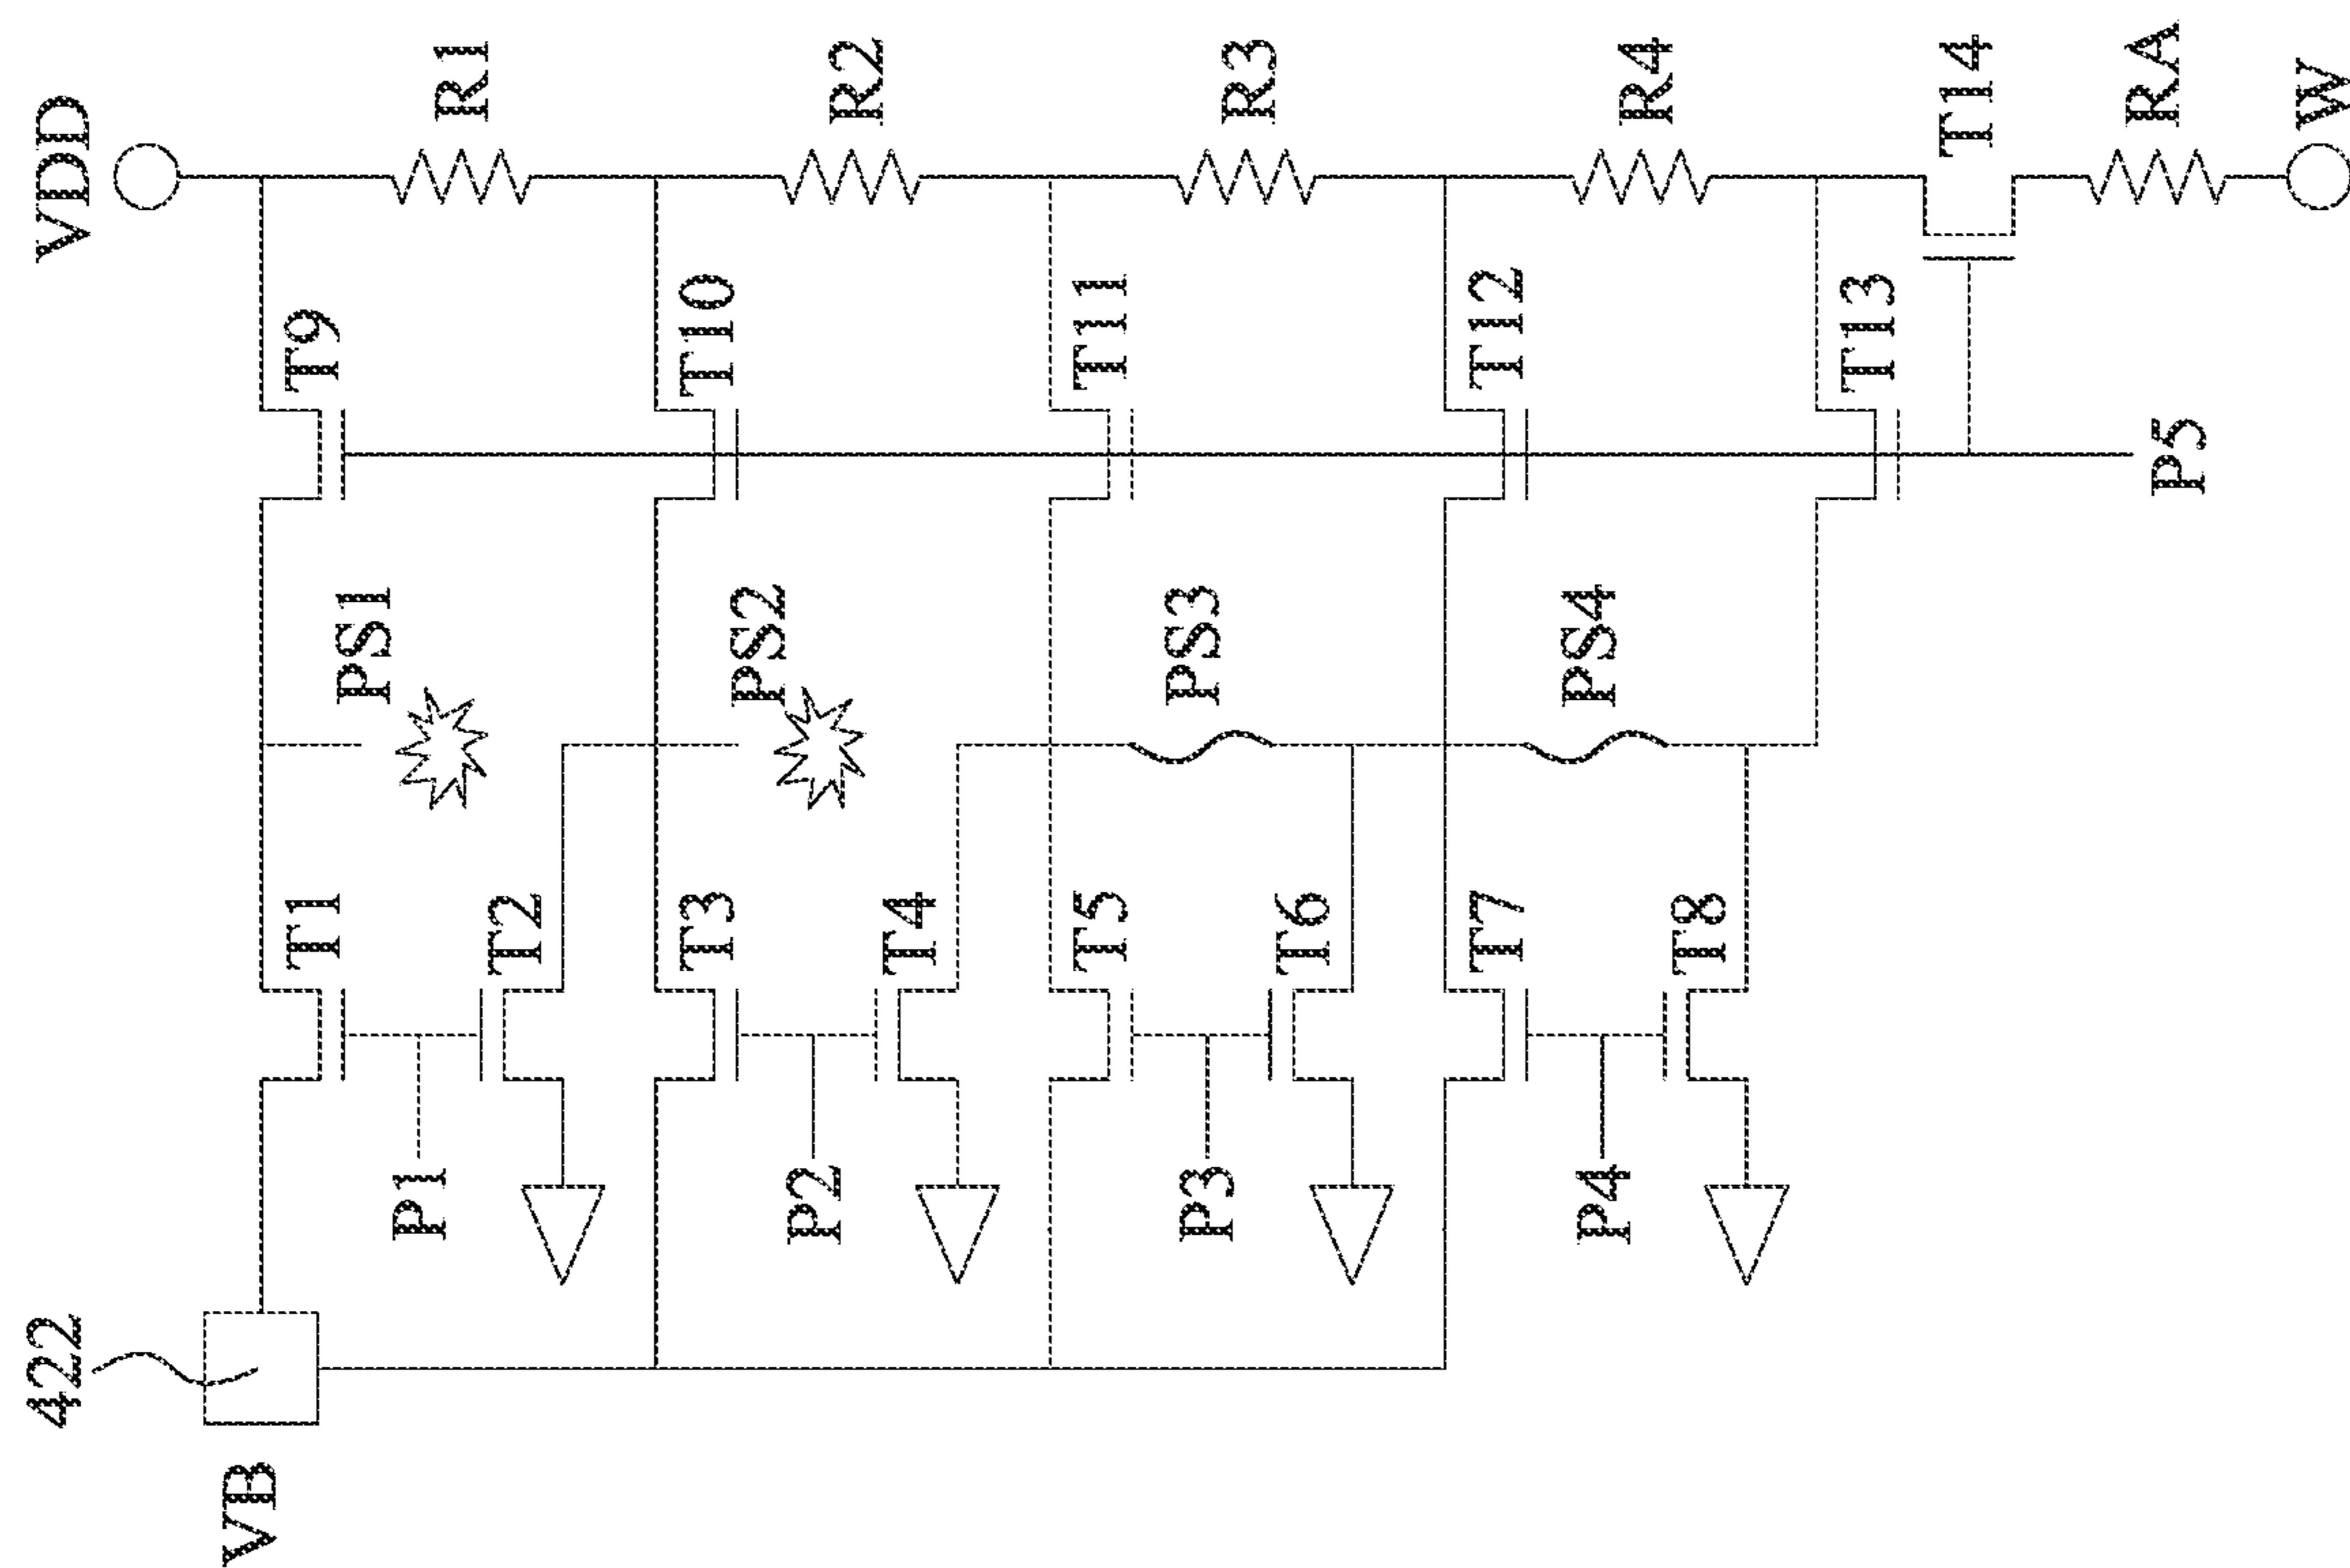 VDD
R1
R2
R3
R4
T14
RA
W
T9
T10
T11
T12
T13
P5
PS1
PS2
PS3
PS4
T1
T2
T3
T4
T5
T6
T7
T8
P1
P2
P3
P4
422
VB